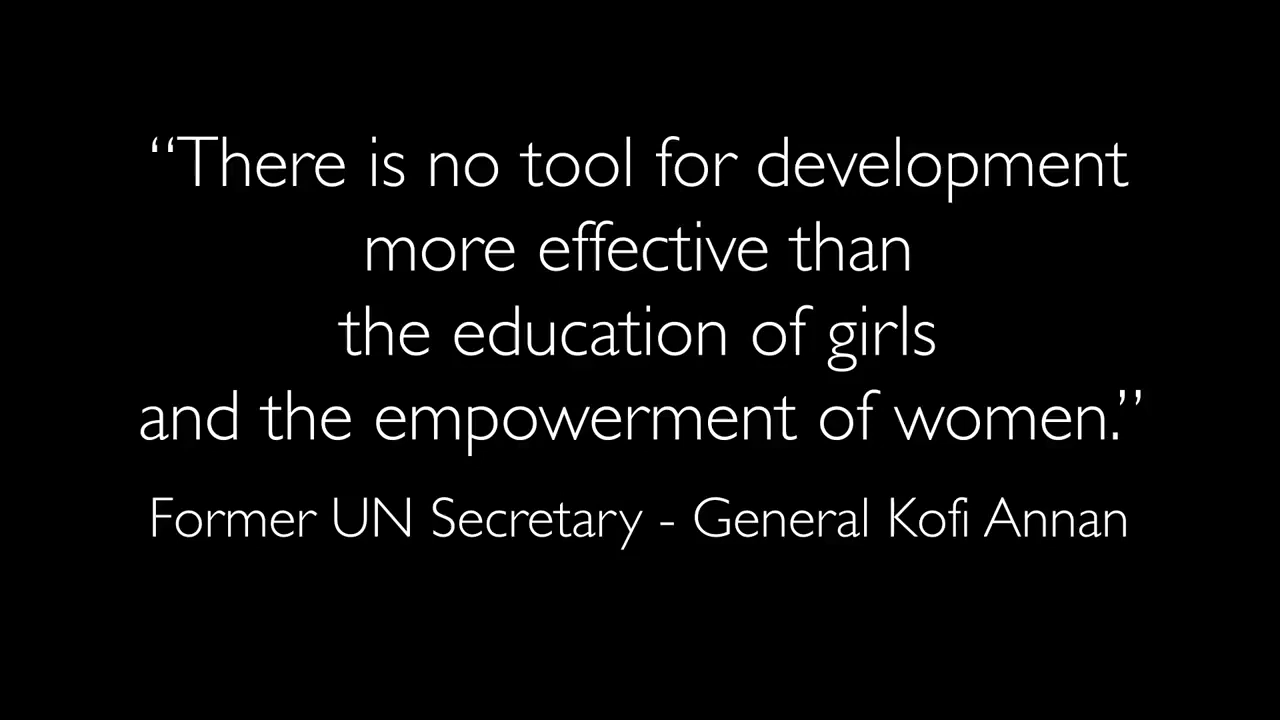 “There is no tool for development
more effective than
the education of girls
and the empowerment of women.”
Former UN Secretary - General Kofi Annan